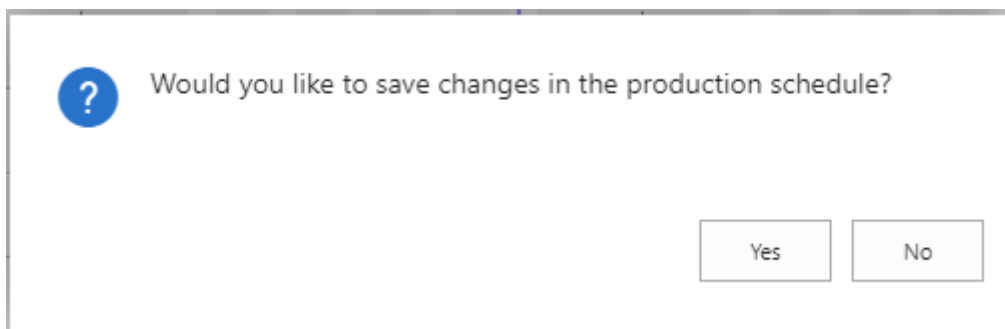 Would you like to save changes in the production schedule?
Yes No